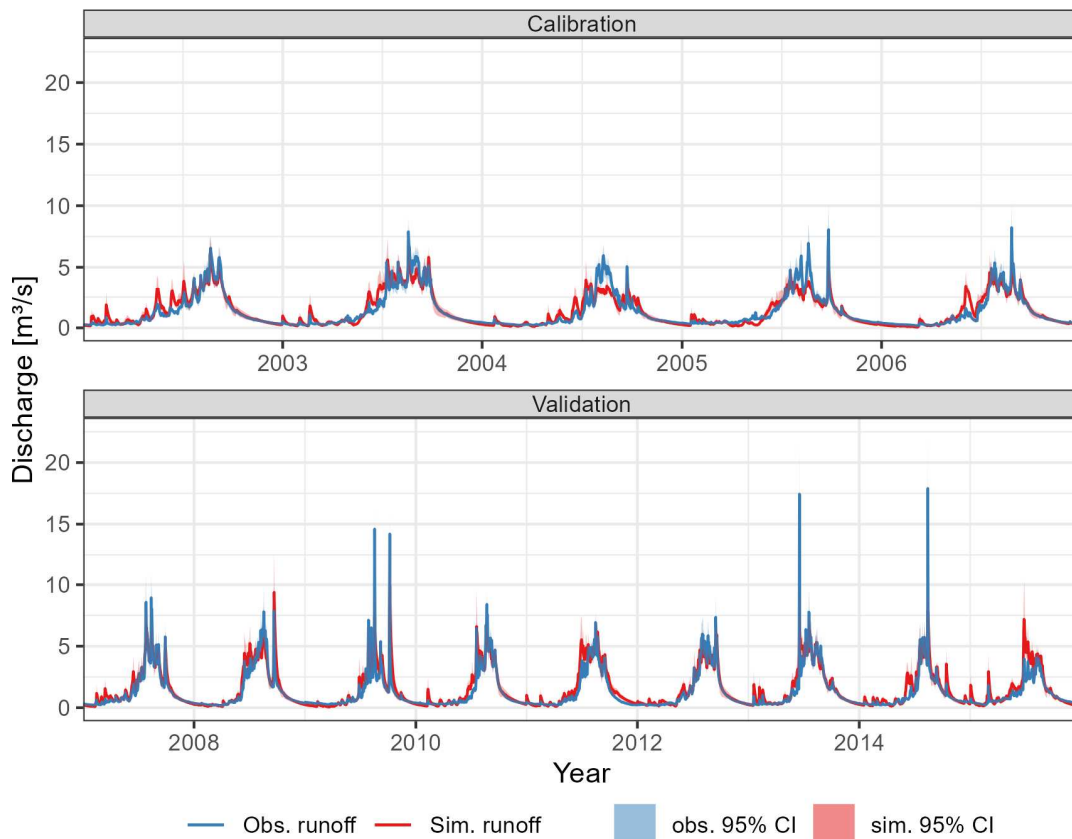 Calibration
20
15
10
5
0
2003 2004 2005 2006
Discharge [m³/s]
Validation
20
15
10
5
0
2008 2010 2012 2014
Year
Obs. runoff Sim. runoff obs. 95% CI sim. 95% CI